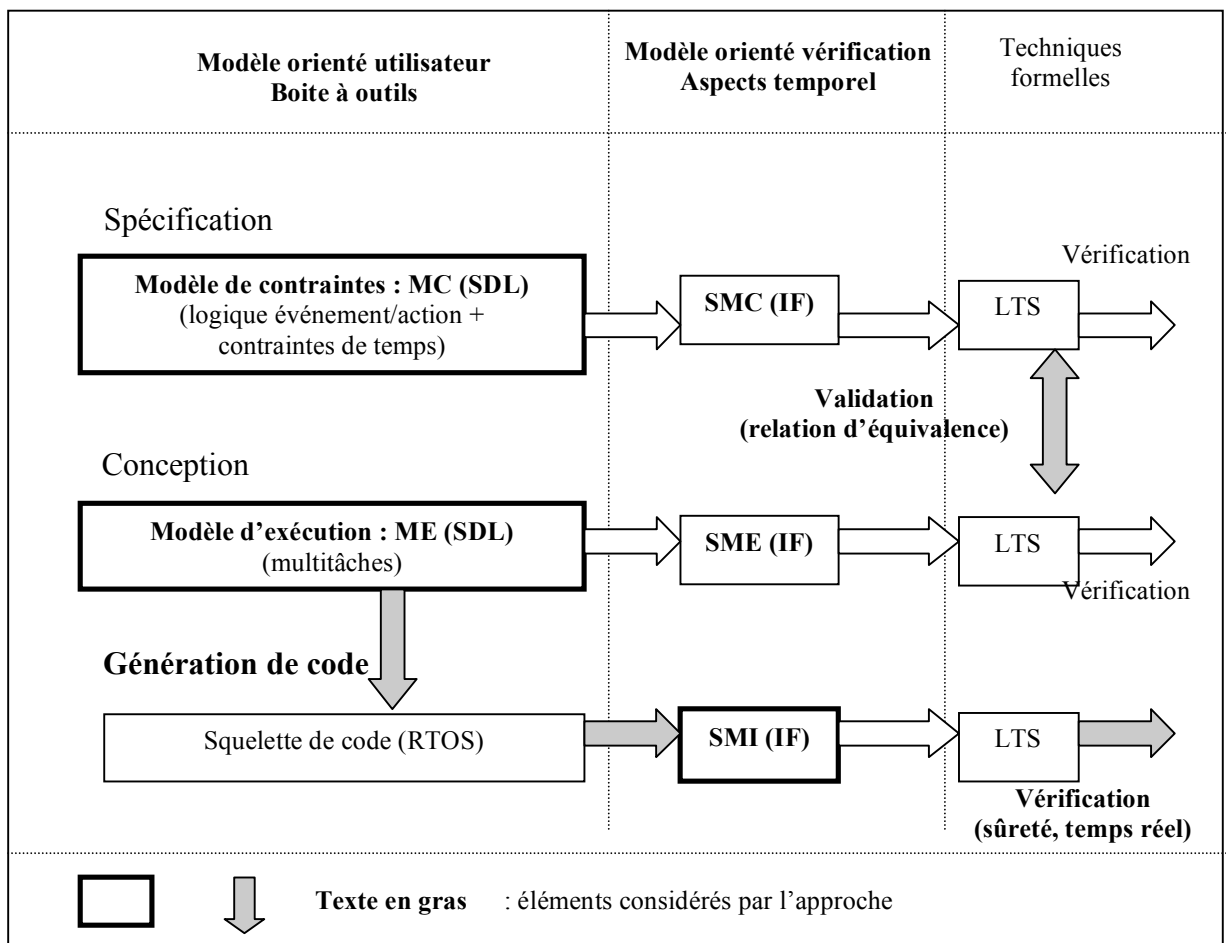 Modèle orienté utilisateur
Boite à outils
Modèle orienté vérification
Aspects temporel
Techniques
formelles
Spécification
Modèle de contraintes : MC (SDL)
(logique événement/action +
contraintes de temps)
SMC (IF)
LTS
Vérification
Validation
(relation d'équivalence)
Conception
Modèle d'exécution : ME (SDL)
(multitâches)
SME (IF)
LTS
Vérification
Génération de code
Squelette de code (RTOS)
SMI (IF)
LTS
Vérification
(sûreté, temps réel)
Texte en gras : éléments considérés par l'approche